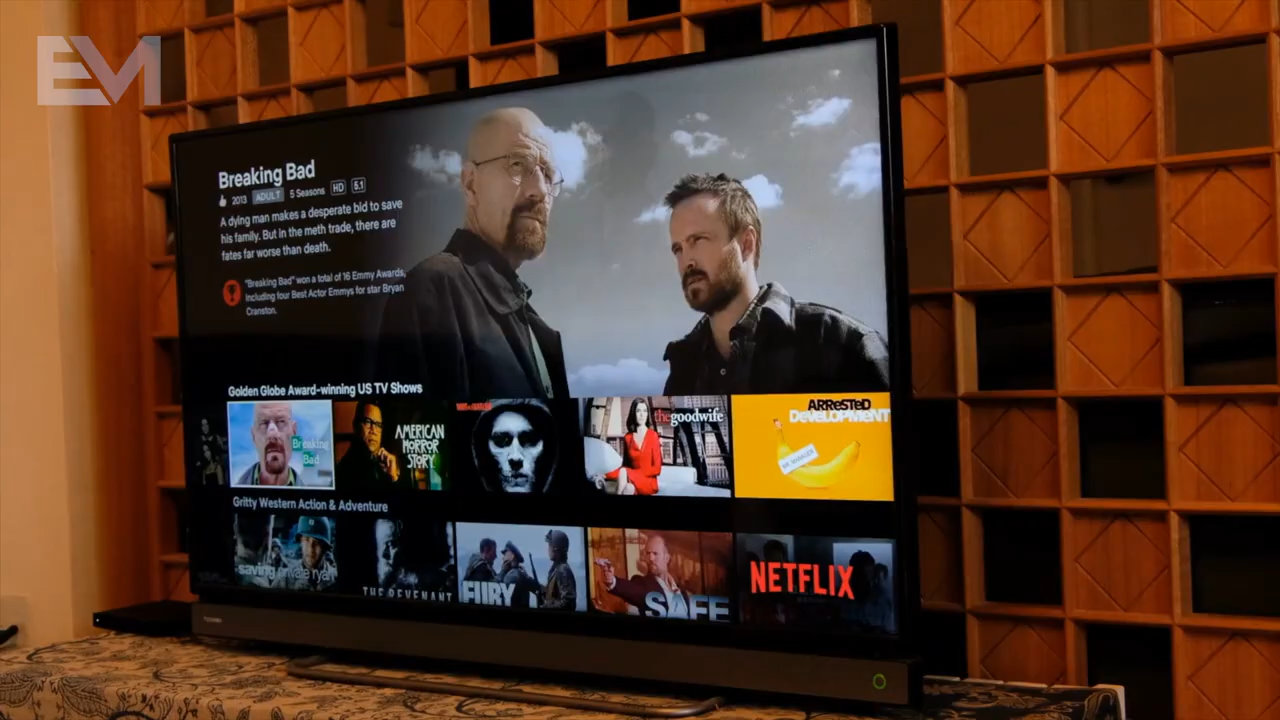 EM
Breaking Bad
2013 ADULT 5 Seasons HD 5.1
A dying man makes a desperate bid to save
his family. But in the meth trade, there are
fates far worse than death.
"Breaking Bad" won a total of 16 Emmy Awards,
including four Best Actor Emmys for star Bryan
Cranston.
Golden Globe Award-winning US TV Shows
Breaking
Bad
AMERICAN
HORROR
STORY
thegoodwife
ARReSTeD
DeVeLOPMENT
MR. MANAGER
Gritty Western Action & Adventure
saving private ryan
THE REVENANT
FURY
SAFE
NETFLIX